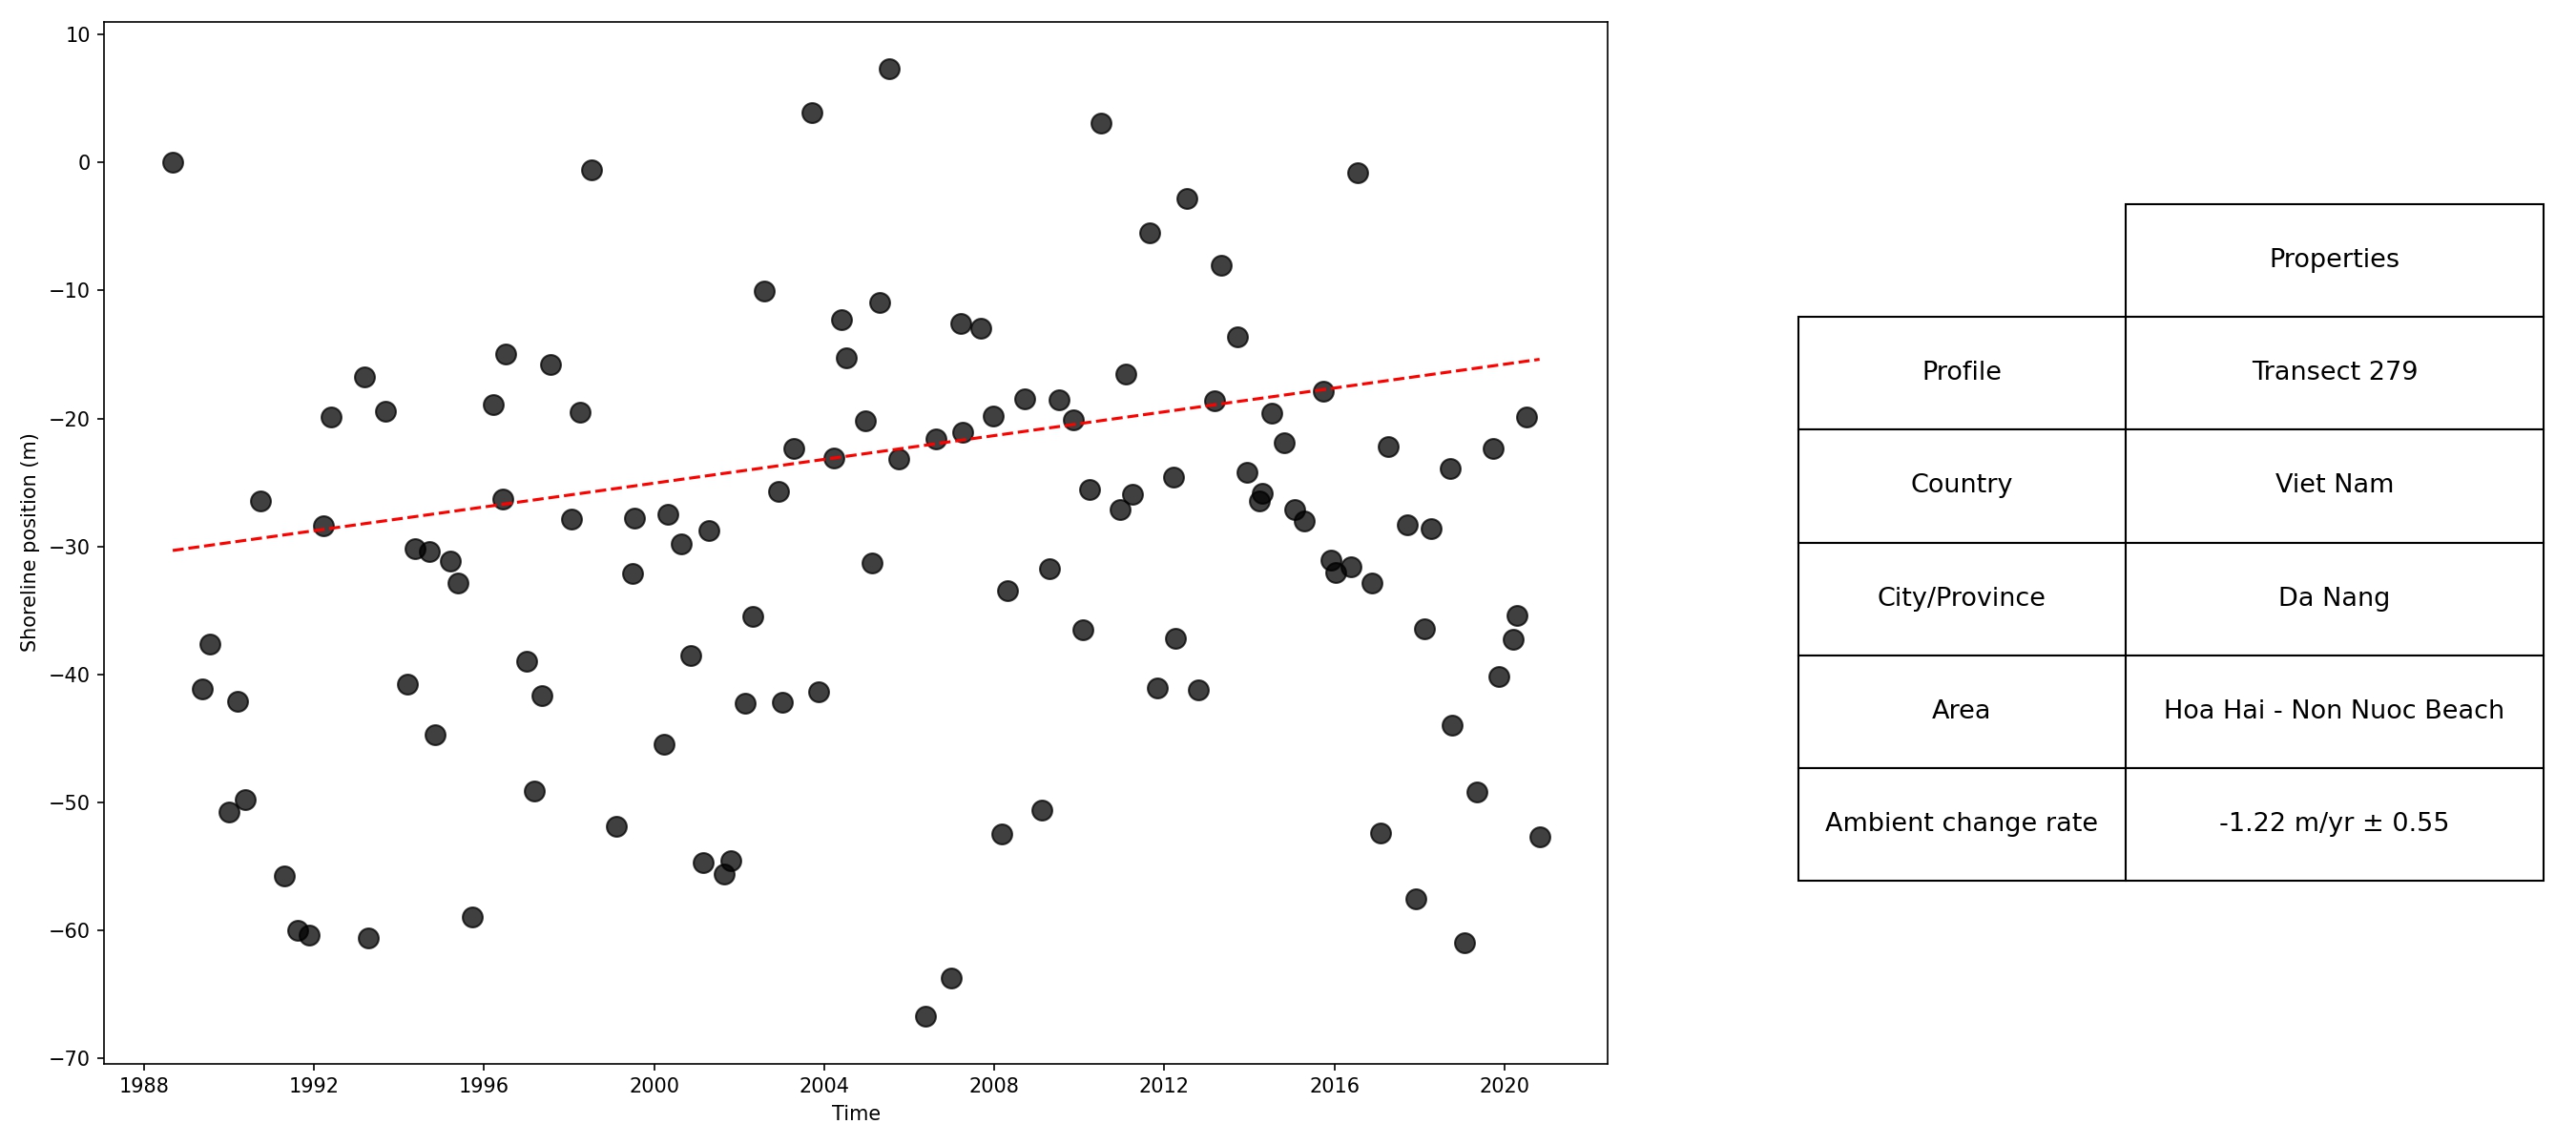 10
0
−10
−20
−30
−40
−50
−60
−70
Shoreline position (m)
1988 1992 1996 2000 2004 2008 2012 2016 2020
Time
Properties
Profile Transect 279
Country Viet Nam
City/Province Da Nang
Area Hoa Hai - Non Nuoc Beach
Ambient change rate -1.22 m/yr ± 0.55